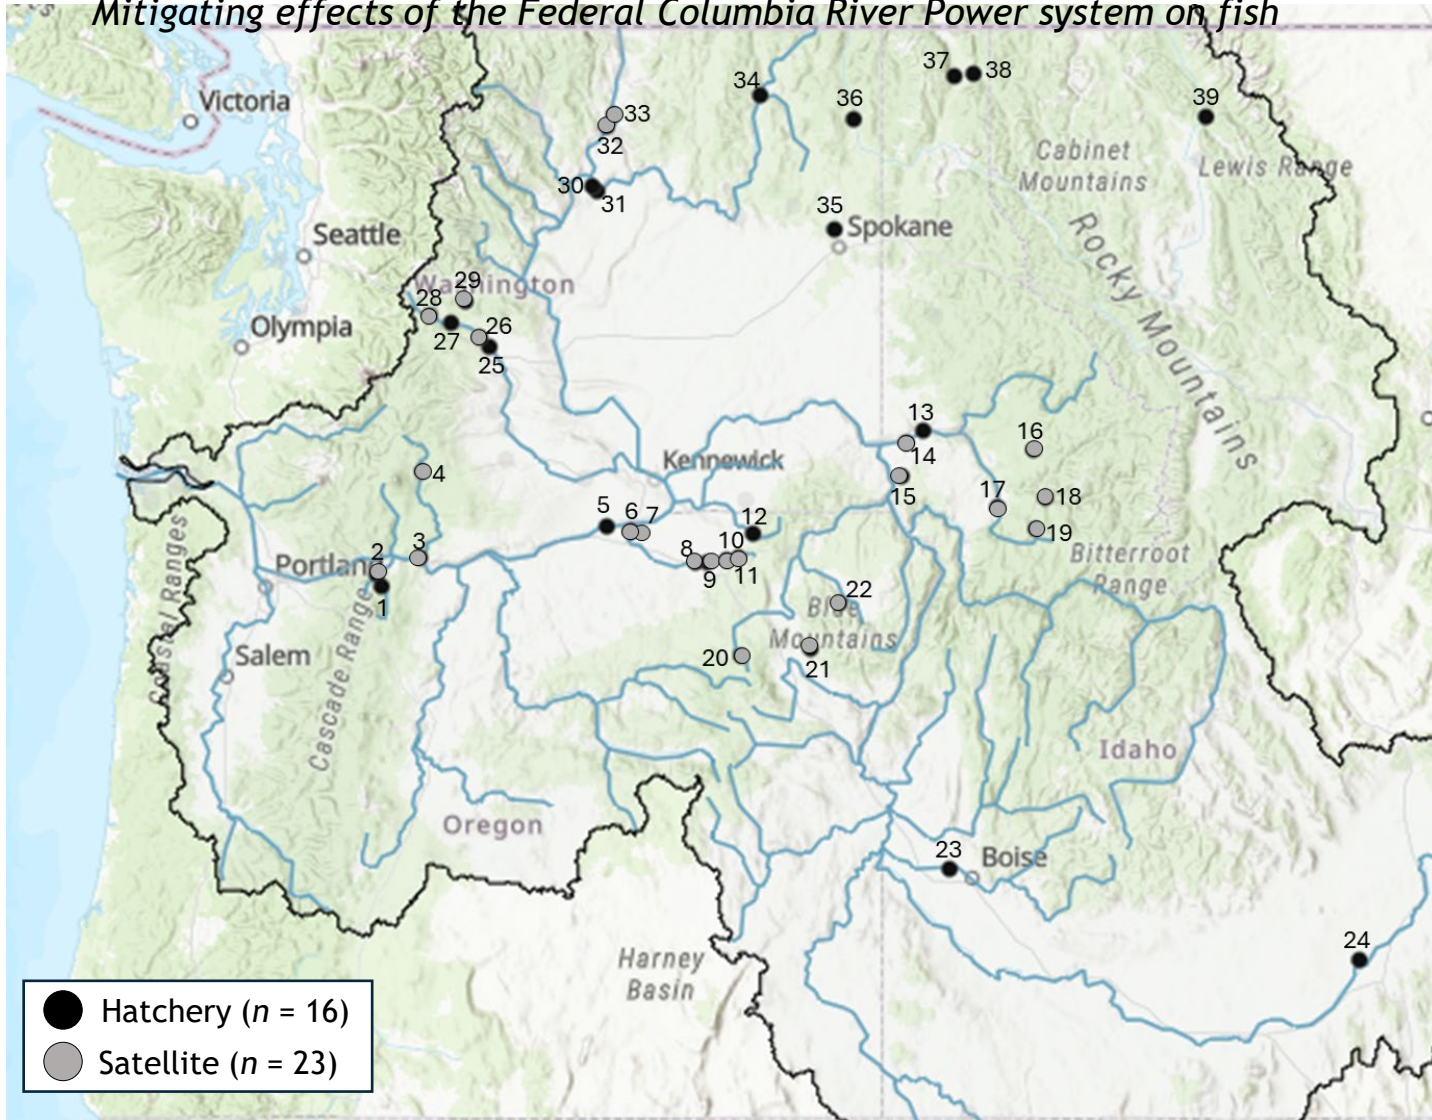 Mitigating effects of the Federal Columbia River Power system on fish
37
38
34
36
39
Victoria
33
32
Cabinet
Mountains
Lewis Range
30
31
35
Spokane
Seattle
Rocky Mountains
29
Washington
28
26
27
25
Olympia
13
14
16
Kennewick
4
15
17
18
19
5
6
7
12
10
8
9
11
Bitterroot
Range
Coastal Ranges
3
2
Portland
1
22
Blue
Mountains
20
21
Salem
Cascade Range
Idaho
Oregon
23
Boise
24
Harney
Basin
Hatchery (n = 16)
Satellite (n = 23)